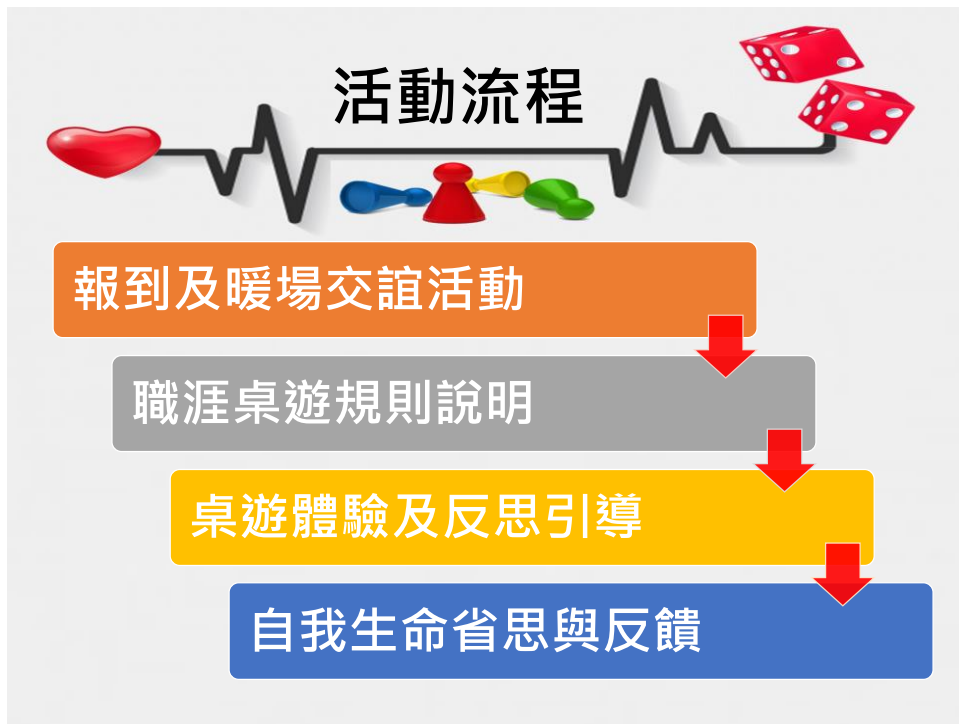 活動流程
報到及暖場交誼活動
職涯桌遊規則說明
桌遊體驗及反思引導
自我生命省思與反饋